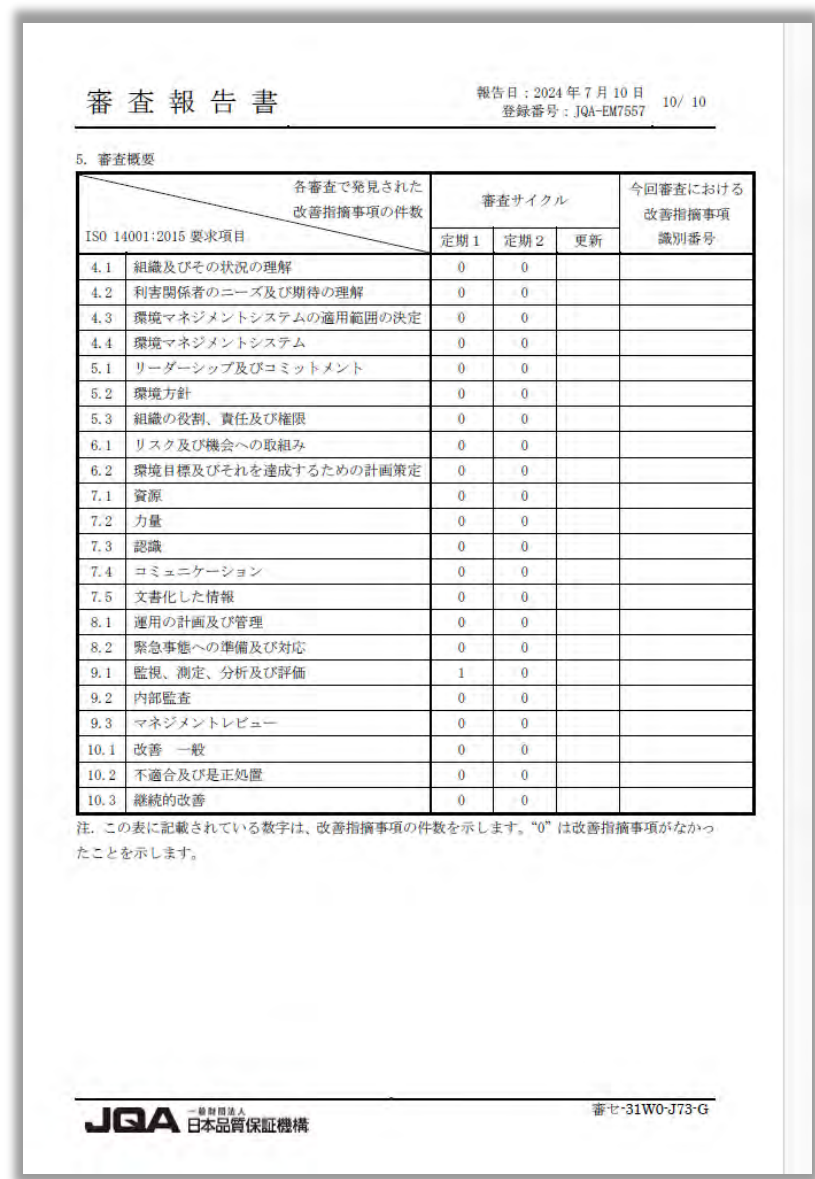 審査報告書
報告日：2024年7月10日
登録番号：JQA-EM7557
10/ 10
5. 審査概要
各審査で発見された
改善指摘事項の件数
ISO 14001:2015 要求項目
審査サイクル
定期1 定期2 更新
今回審査における
改善指摘事項
識別番号
4.1 組織及びその状況の理解 0 0
4.2 利害関係者のニーズ及び期待の理解 0 0
4.3 環境マネジメントシステムの適用範囲の決定 0 0
4.4 環境マネジメントシステム 0 0
5.1 リーダーシップ及びコミットメント 0 0
5.2 環境方針 0 0
5.3 組織の役割、責任及び権限 0 0
6.1 リスク及び機会への取組み 0 0
6.2 環境目標及びそれを達成するための計画策定 0 0
7.1 資源 0 0
7.2 力量 0 0
7.3 認識 0 0
7.4 コミュニケーション 0 0
7.5 文書化した情報 0 0
8.1 運用の計画及び管理 0 0
8.2 緊急事態への準備及び対応 0 0
9.1 監視、測定、分析及び評価 1 0
9.2 内部監査 0 0
9.3 マネジメントレビュー 0 0
10.1 改善 一般 0 0
10.2 不適合及び是正処置 0 0
10.3 継続的改善 0 0
注．この表に記載されている数字は、改善指摘事項の件数を示します。“0”は改善指摘事項がなかっ
たことを示します。
JQA 一般財団法人
日本品質保証機構
審セ-31W0-J73-G